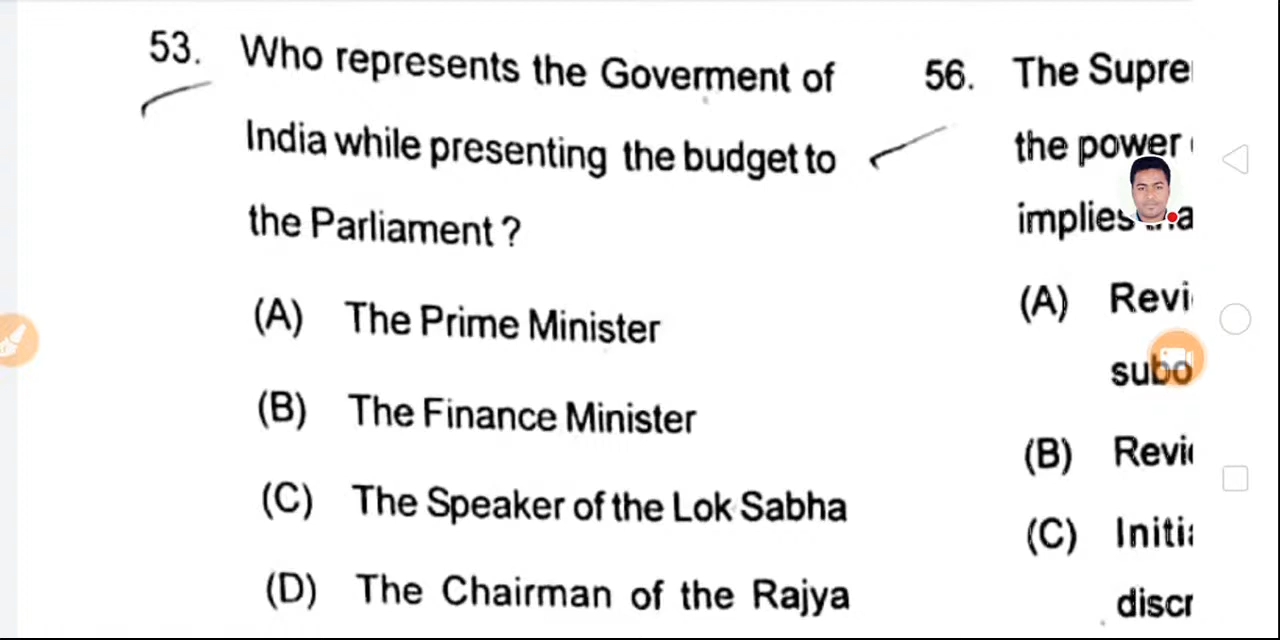 53. Who represents the Goverment of
India while presenting the budget to
the Parliament ?
(A) The Prime Minister
(B) The Finance Minister
(C) The Speaker of the Lok Sabha
(D) The Chairman of the Rajya
56. The Supre
the power
implies
(A) Revi
subo
(B) Revi
(C) Initi
discr